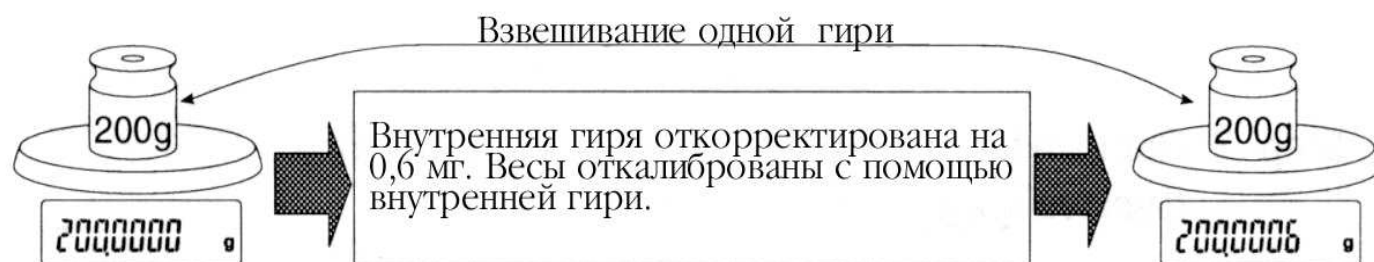 Взвешивание одной гири
200g
200g
Внутренняя гиря откорректирована на
0,6 мг. Весы откалиброваны с помощью
внутренней гири.
200.0000 g
200.0006 g